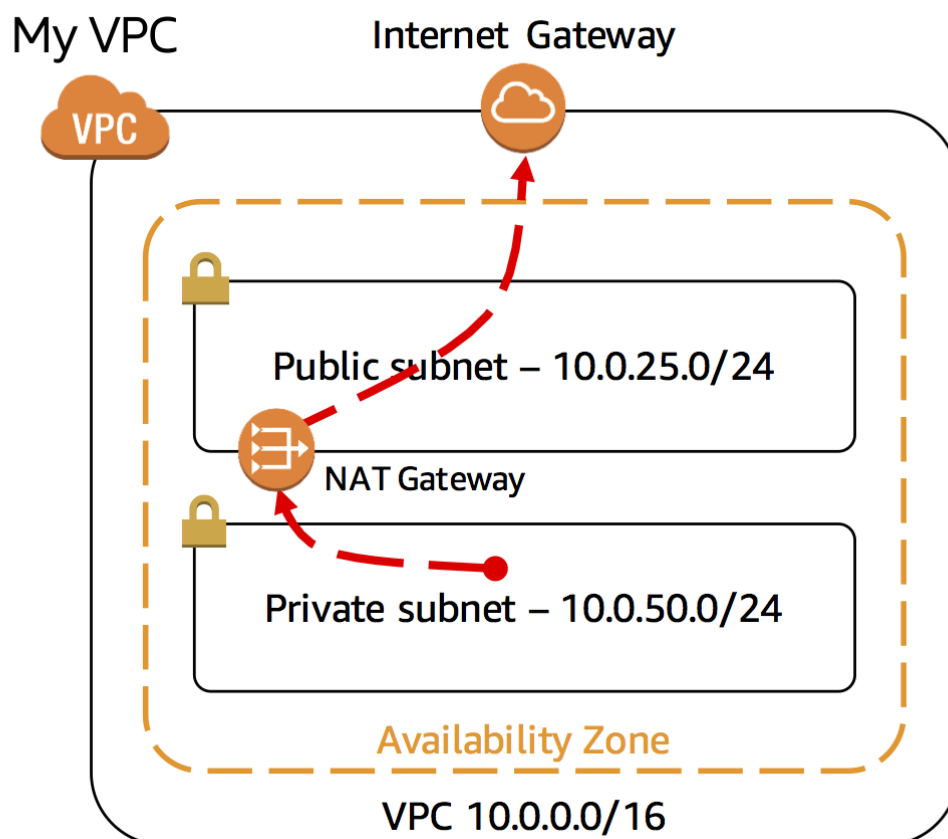 My VPC
Internet Gateway
VPC
Public subnet – 10.0.25.0/24
NAT Gateway
Private subnet – 10.0.50.0/24
Availability Zone
VPC 10.0.0.0/16